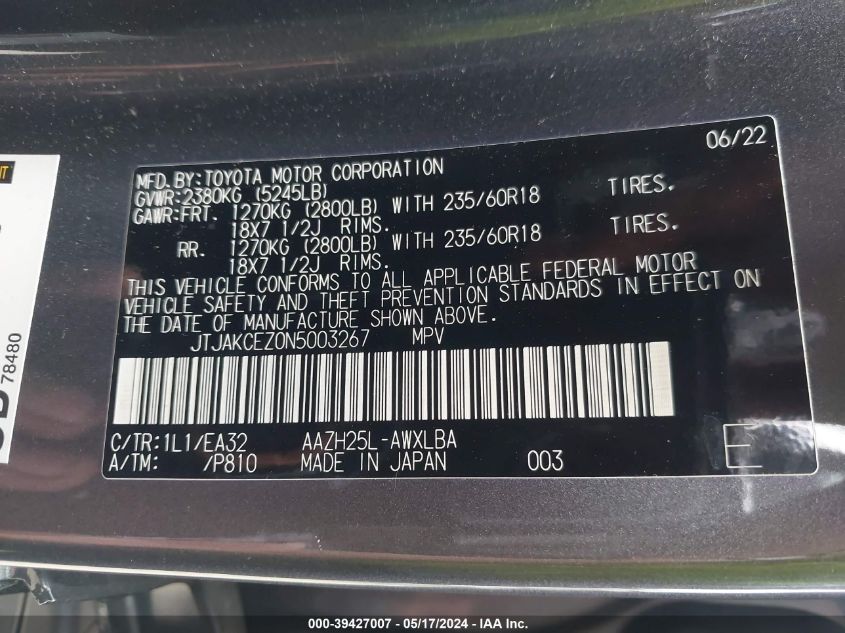 06/22
MFD.BY:TOYOTA MOTOR CORPORATION
GVWR:2380KG (5245LB)
GAWR:FRT. 1270KG (2800LB) WITH 235/60R18 TIRES.
18X7 1/2J RIMS.
RR. 1270KG (2800LB) WITH 235/60R18 TIRES.
18X7 1/2J RIMS.
THIS VEHICLE CONFORMS TO ALL APPLICABLE FEDERAL MOTOR
VEHICLE SAFETY AND THEFT PREVENTION STANDARDS IN EFFECT ON
THE DATE OF MANUFACTURE SHOWN ABOVE.
JTJAKCEZ0N5003267 MPV
C/TR:1L1/EA32 AAZH25L-AWXLBA
A/TM: /P810 MADE IN JAPAN 003
E
78480
000-39427007 - 05/17/2024 - IAA Inc.